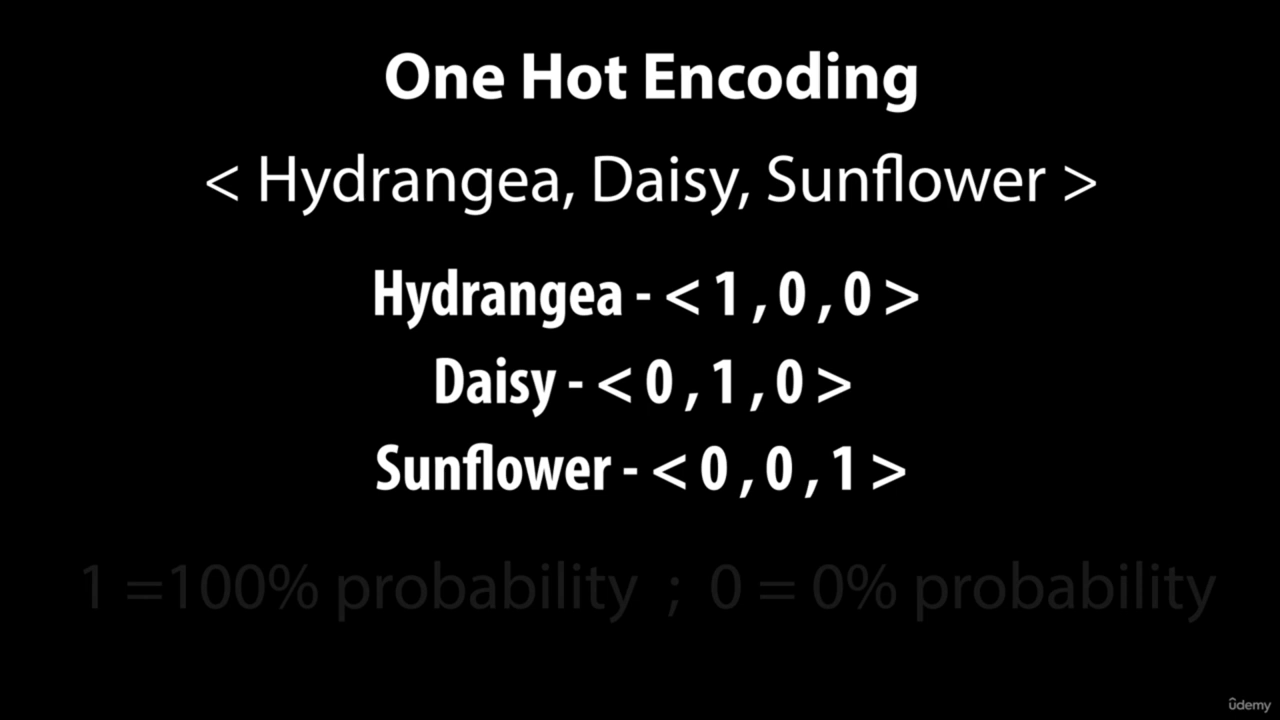 One Hot Encoding
< Hydrangea, Daisy, Sunflower >
Hydrangea - < 1 , 0 , 0 >
Daisy - < 0 , 1 , 0 >
Sunflower - < 0 , 0 , 1 >
1 =100% probability ; 0 = 0% probability
ûdemy